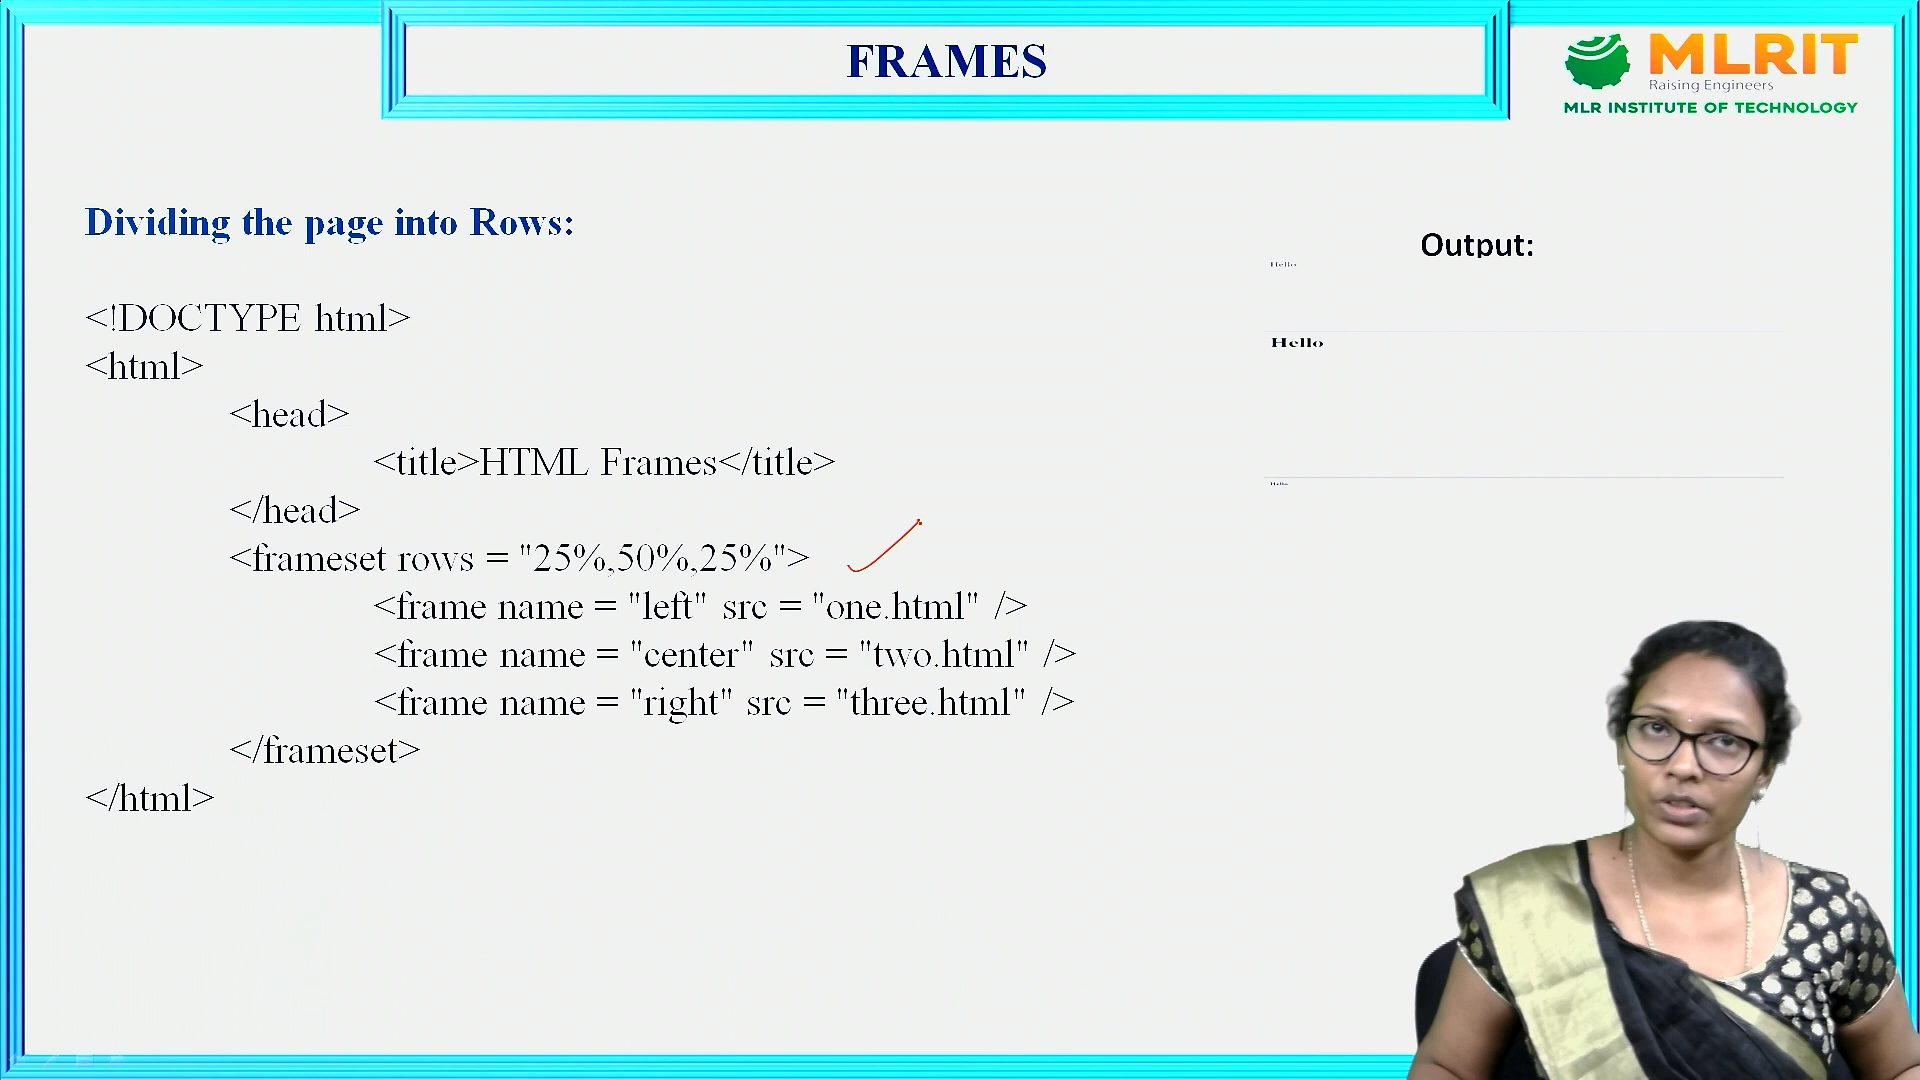 FRAMES
MLRIT
Raising Engineers
MLR INSTITUTE OF TECHNOLOGY
Dividing the page into Rows:
<!DOCTYPE html>
<html>
<head>
<title>HTML Frames</title>
</head>
<frameset rows = "25%,50%,25%">
<frame name = "left" src = "one.html" />
<frame name = "center" src = "two.html" />
<frame name = "right" src = "three.html" />
</frameset>
</html>
Output:
Hello
Hello
Hello